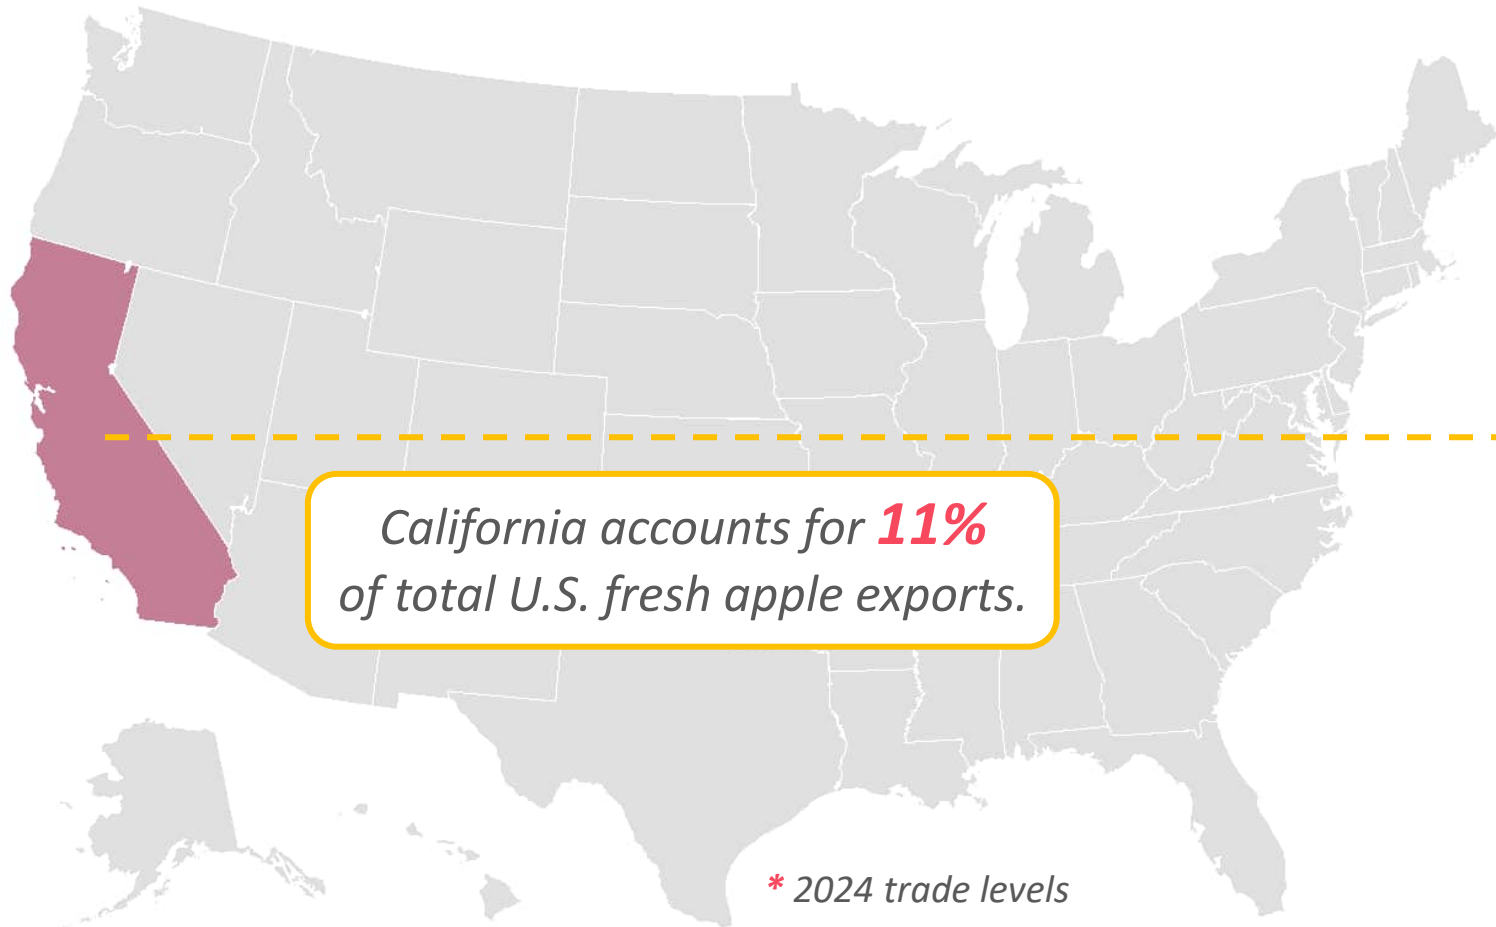 California accounts for 11%
of total U.S. fresh apple exports.
* 2024 trade levels